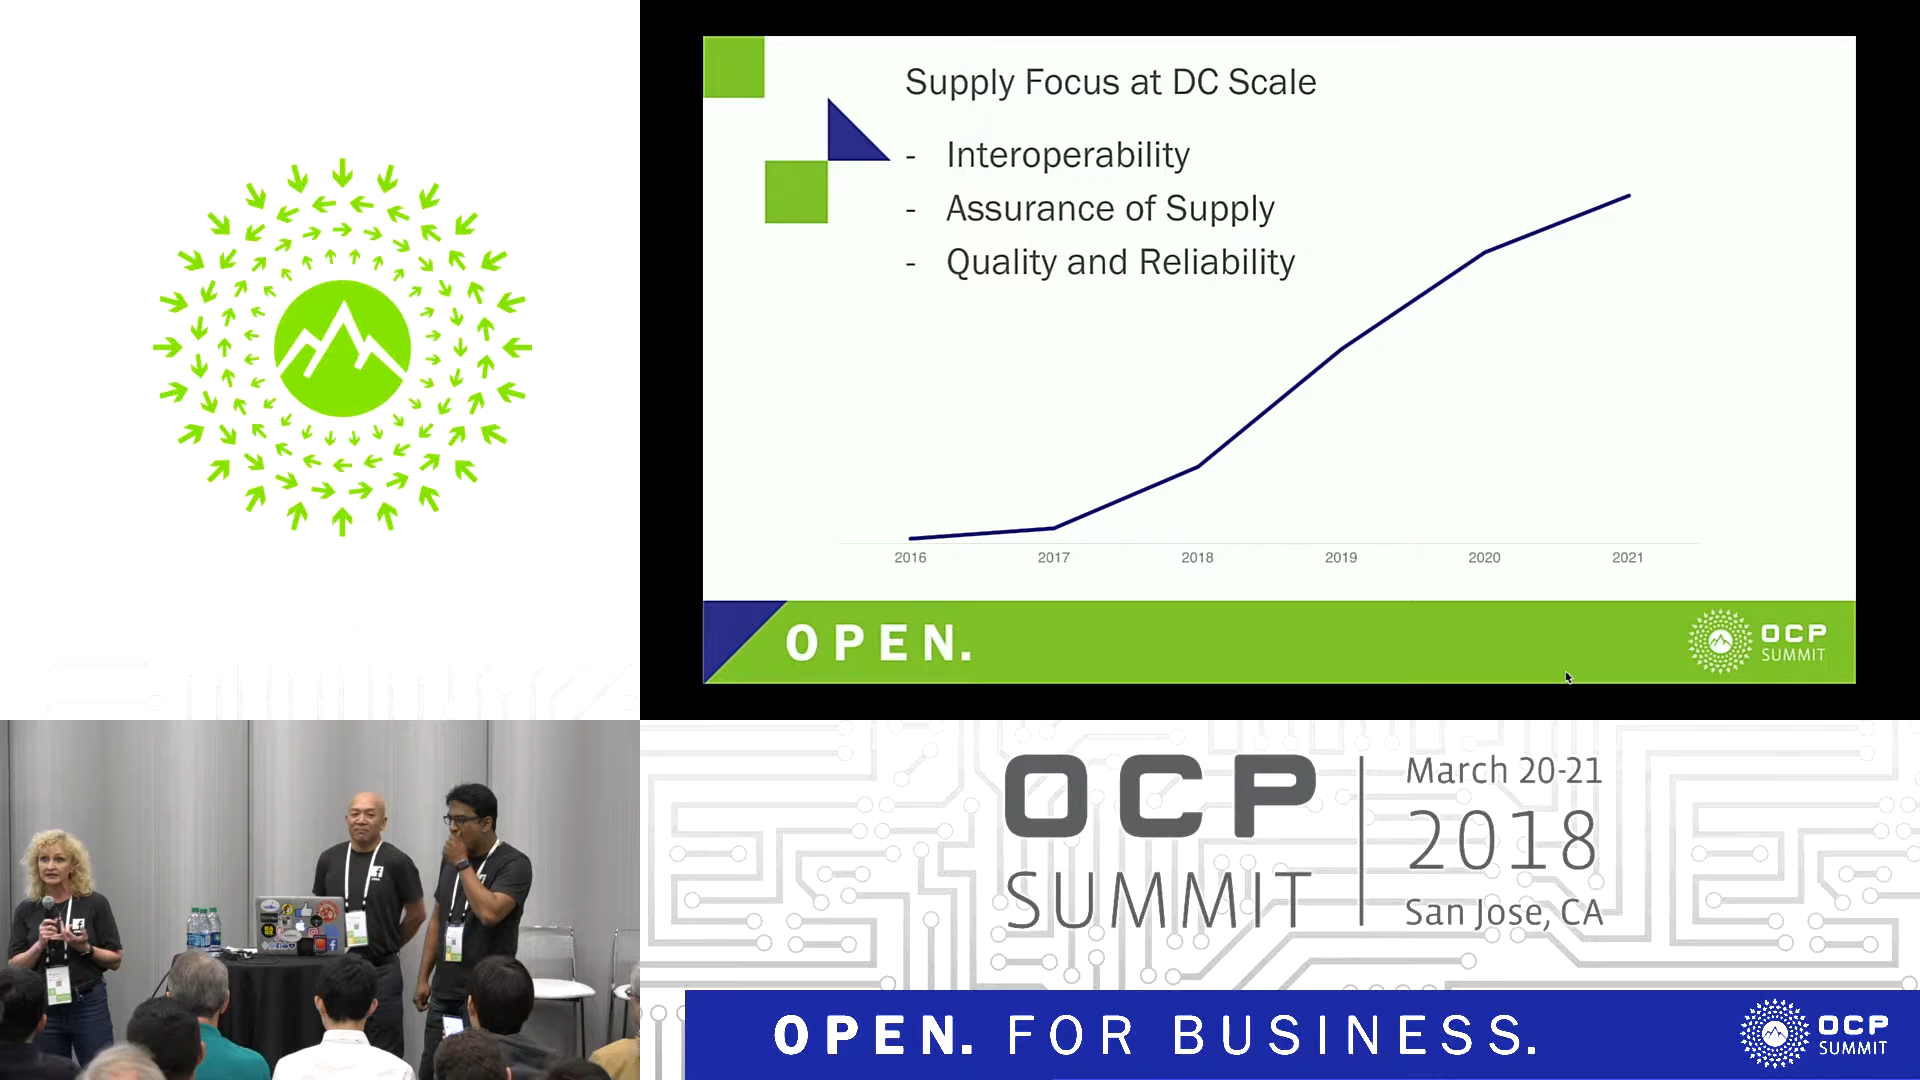 Supply Focus at DC Scale
- Interoperability
- Assurance of Supply
- Quality and Reliability
2016 2017 2018 2019 2020 2021
OPEN.
OCP
SUMMIT
OCP
SUMMIT
March 20-21
2018
San Jose, CA
OPEN. FOR BUSINESS.
OCP
SUMMIT